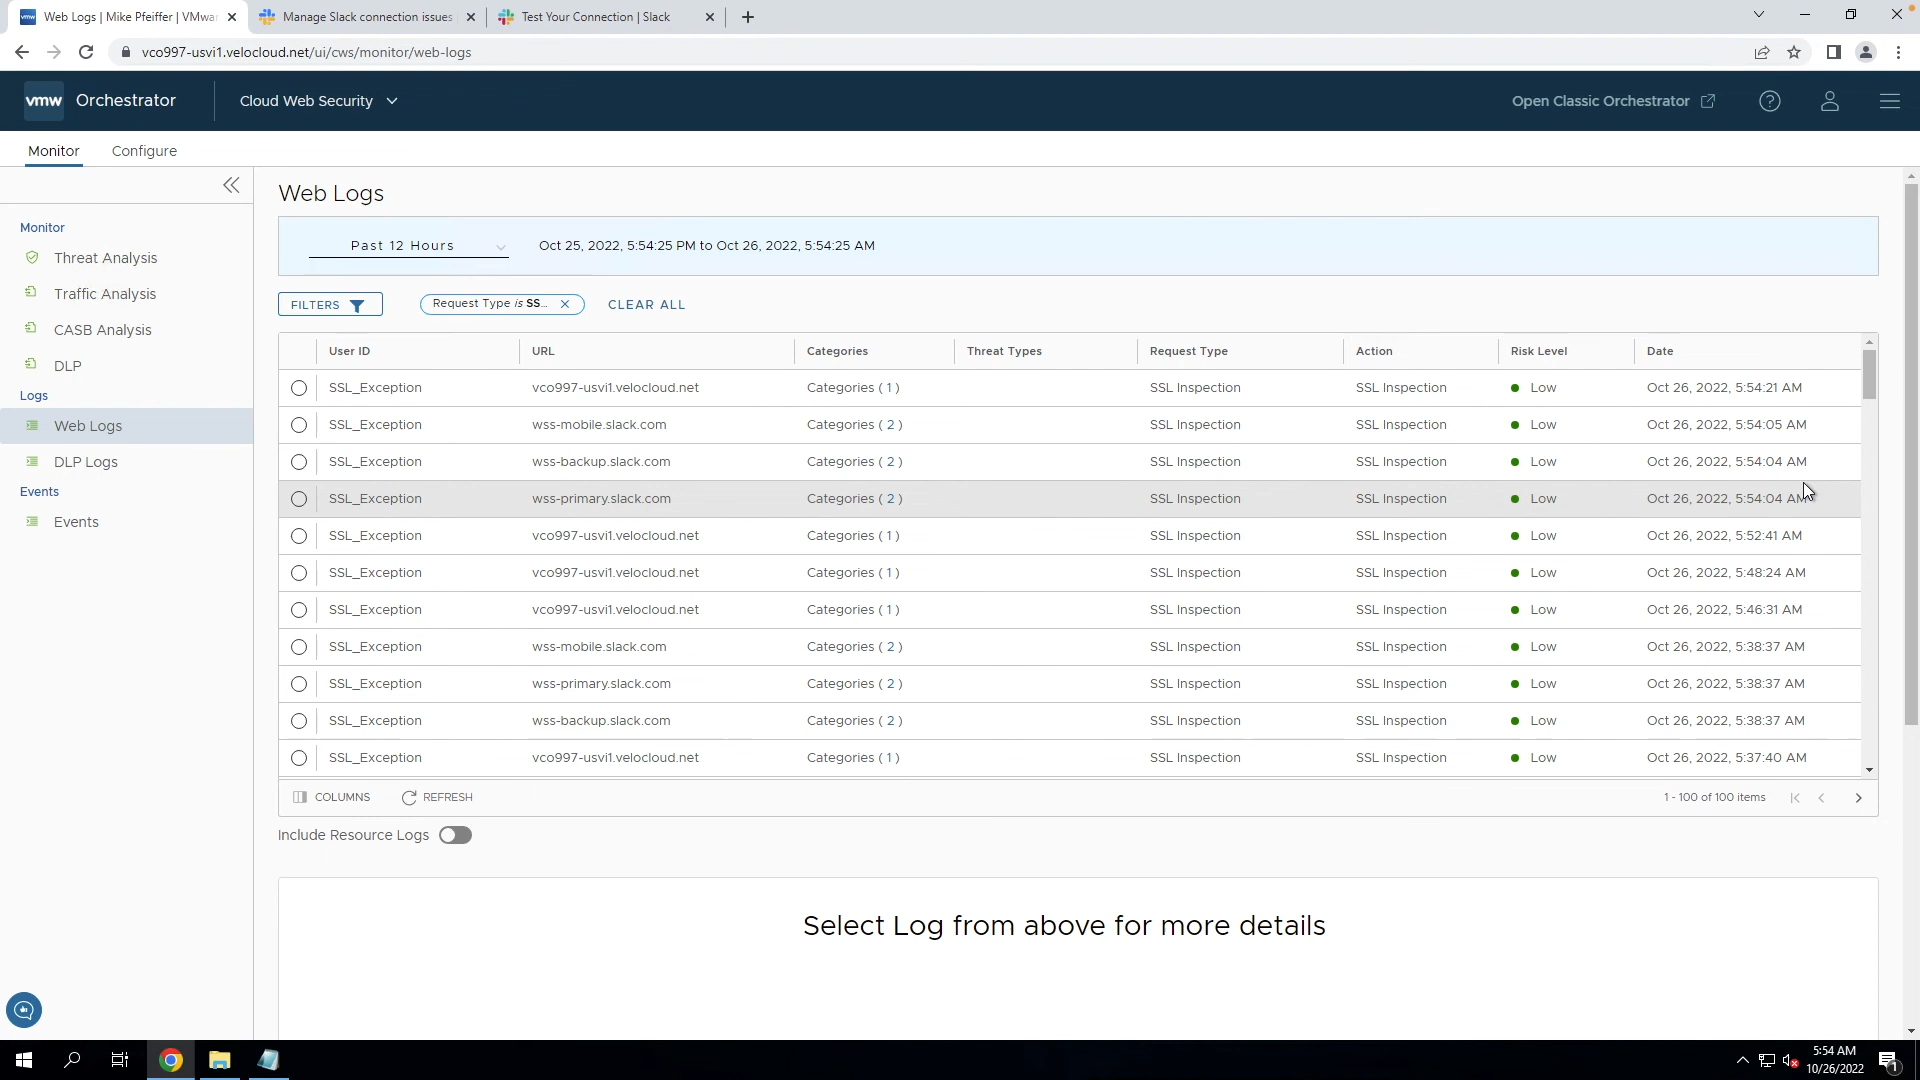 Web Logs | Mike Pfeiffer | VMwar
Manage Slack connection issues
Test Your Connection | Slack
vco997-usvi1.velocloud.net/ui/cws/monitor/web-logs
vmw Orchestrator Cloud Web Security Open Classic Orchestrator
Monitor Configure
Monitor
Threat Analysis
Traffic Analysis
CASB Analysis
DLP
Logs
Web Logs
DLP Logs
Events
Events
Web Logs
Past 12 Hours Oct 25, 2022, 5:54:25 PM to Oct 26, 2022, 5:54:25 AM
FILTERS Request Type is SS... CLEAR ALL
User ID URL Categories Threat Types Request Type Action Risk Level Date
SSL_Exception vco997-usvi1.velocloud.net Categories ( 1 ) SSL Inspection SSL Inspection Low Oct 26, 2022, 5:54:21 AM
SSL_Exception wss-mobile.slack.com Categories ( 2 ) SSL Inspection SSL Inspection Low Oct 26, 2022, 5:54:05 AM
SSL_Exception wss-backup.slack.com Categories ( 2 ) SSL Inspection SSL Inspection Low Oct 26, 2022, 5:54:04 AM
SSL_Exception wss-primary.slack.com Categories ( 2 ) SSL Inspection SSL Inspection Low Oct 26, 2022, 5:54:04 AM
SSL_Exception vco997-usvi1.velocloud.net Categories ( 1 ) SSL Inspection SSL Inspection Low Oct 26, 2022, 5:52:41 AM
SSL_Exception vco997-usvi1.velocloud.net Categories ( 1 ) SSL Inspection SSL Inspection Low Oct 26, 2022, 5:48:24 AM
SSL_Exception vco997-usvi1.velocloud.net Categories ( 1 ) SSL Inspection SSL Inspection Low Oct 26, 2022, 5:46:31 AM
SSL_Exception wss-mobile.slack.com Categories ( 2 ) SSL Inspection SSL Inspection Low Oct 26, 2022, 5:38:37 AM
SSL_Exception wss-primary.slack.com Categories ( 2 ) SSL Inspection SSL Inspection Low Oct 26, 2022, 5:38:37 AM
SSL_Exception wss-backup.slack.com Categories ( 2 ) SSL Inspection SSL Inspection Low Oct 26, 2022, 5:38:37 AM
SSL_Exception vco997-usvi1.velocloud.net Categories ( 1 ) SSL Inspection SSL Inspection Low Oct 26, 2022, 5:37:40 AM
COLUMNS REFRESH 1 - 100 of 100 items
Include Resource Logs
Select Log from above for more details
5:54 AM
10/26/2022
1